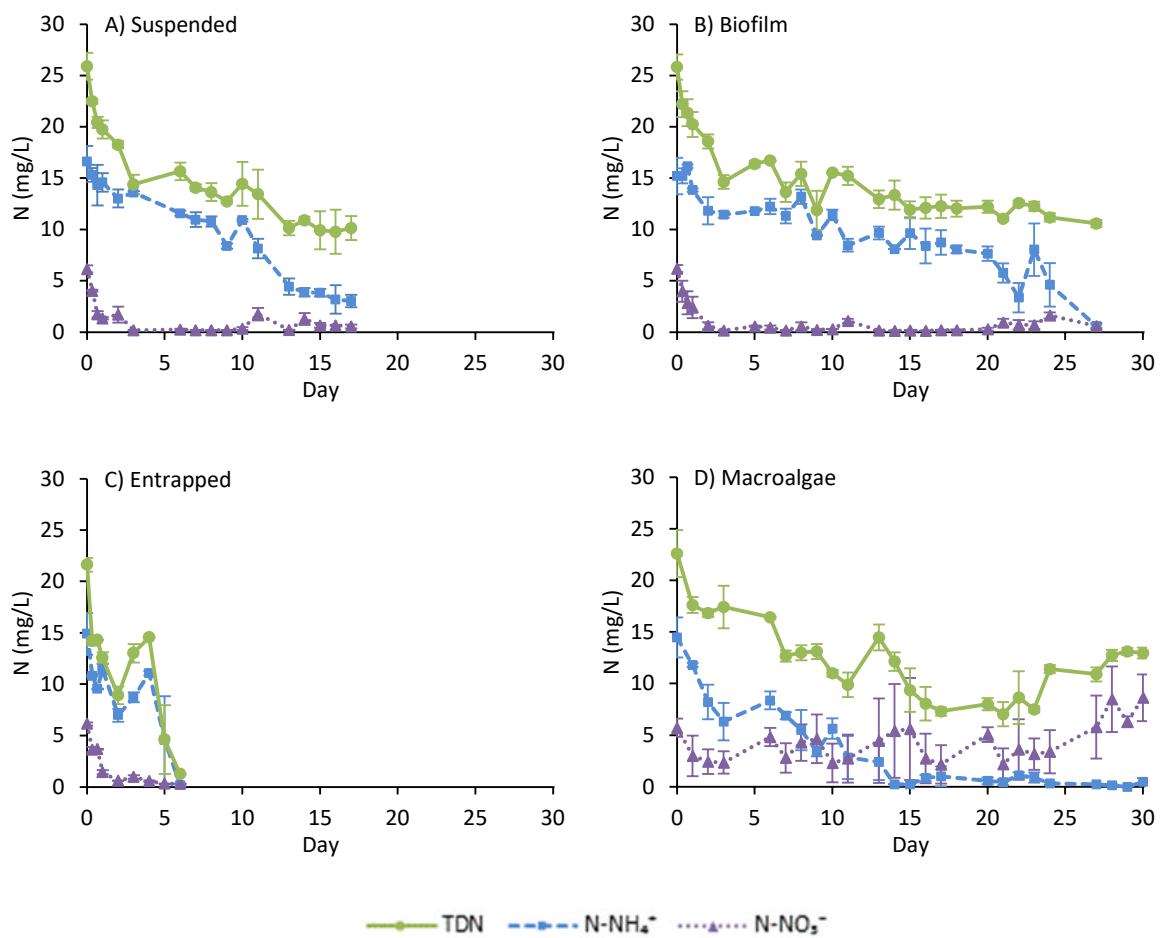 A) Suspended
N (mg/L)
30
25
20
15
10
5
0
0 5 10 15 20 25 30
Day
B) Biofilm
N (mg/L)
30
25
20
15
10
5
0
0 5 10 15 20 25 30
Day
C) Entrapped
N (mg/L)
30
25
20
15
10
5
0
0 5 10 15 20 25 30
Day
D) Macroalgae
N (mg/L)
30
25
20
15
10
5
0
0 5 10 15 20 25 30
Day
TDN N-NH₄⁺ N-NO₃⁻